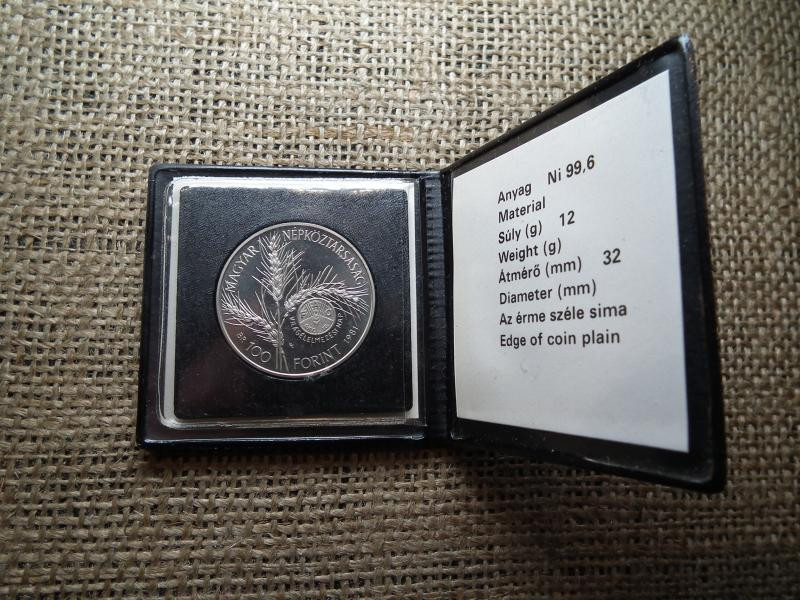 MAGYAR NÉPKÖZTÁRSASÁG
VILÁGÉLELMEZÉSI NAP
BP. 100 FORINT 1981
Anyag Ni 99,6
Material
Súly (g) 12
Weight (g)
Átmérő (mm) 32
Diameter (mm)
Az érme széle sima
Edge of coin plain